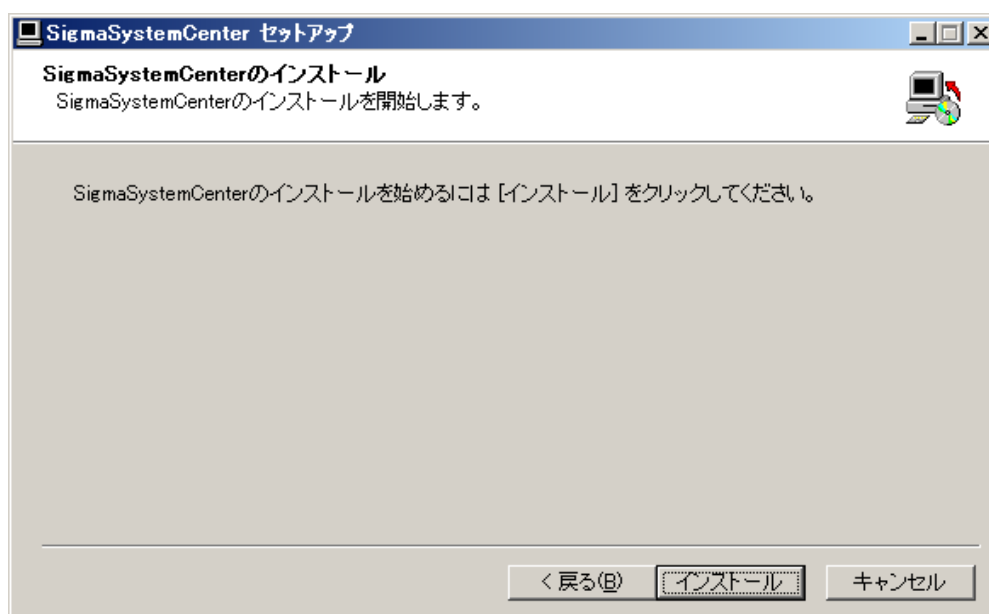 SigmaSystemCenter セットアップ
SigmaSystemCenterのインストール
SigmaSystemCenterのインストールを開始します。
SigmaSystemCenterのインストールを始めるには [インストール] をクリックしてください。
< 戻る(B) インストール キャンセル